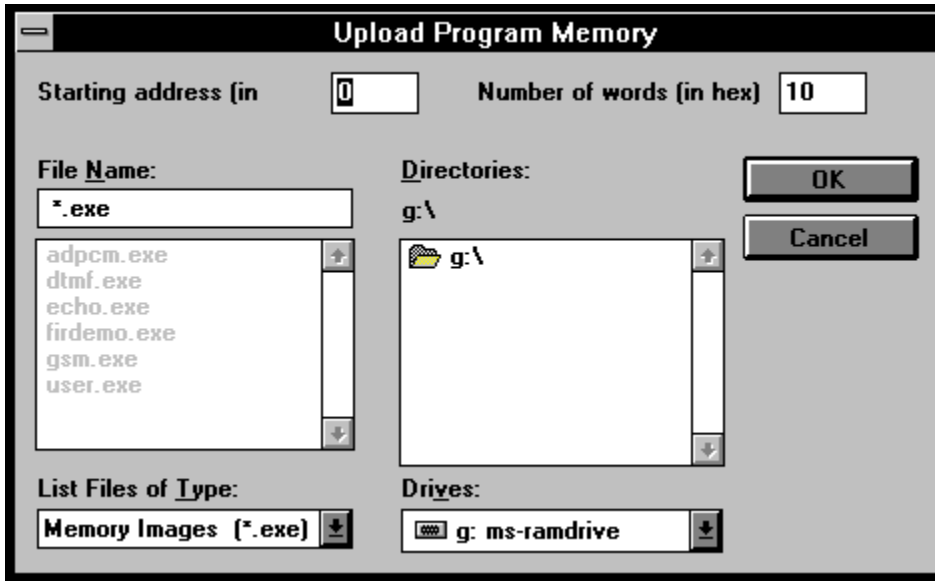 Upload Program Memory
Starting address (in 0 Number of words (in hex) 10
File Name:
*.exe
adpcm.exe
dtmf.exe
echo.exe
firdemo.exe
gsm.exe
user.exe
List Files of Type:
Memory Images (*.exe)
Directories:
g:\
g:\
Drives:
g: ms-ramdrive
OK
Cancel